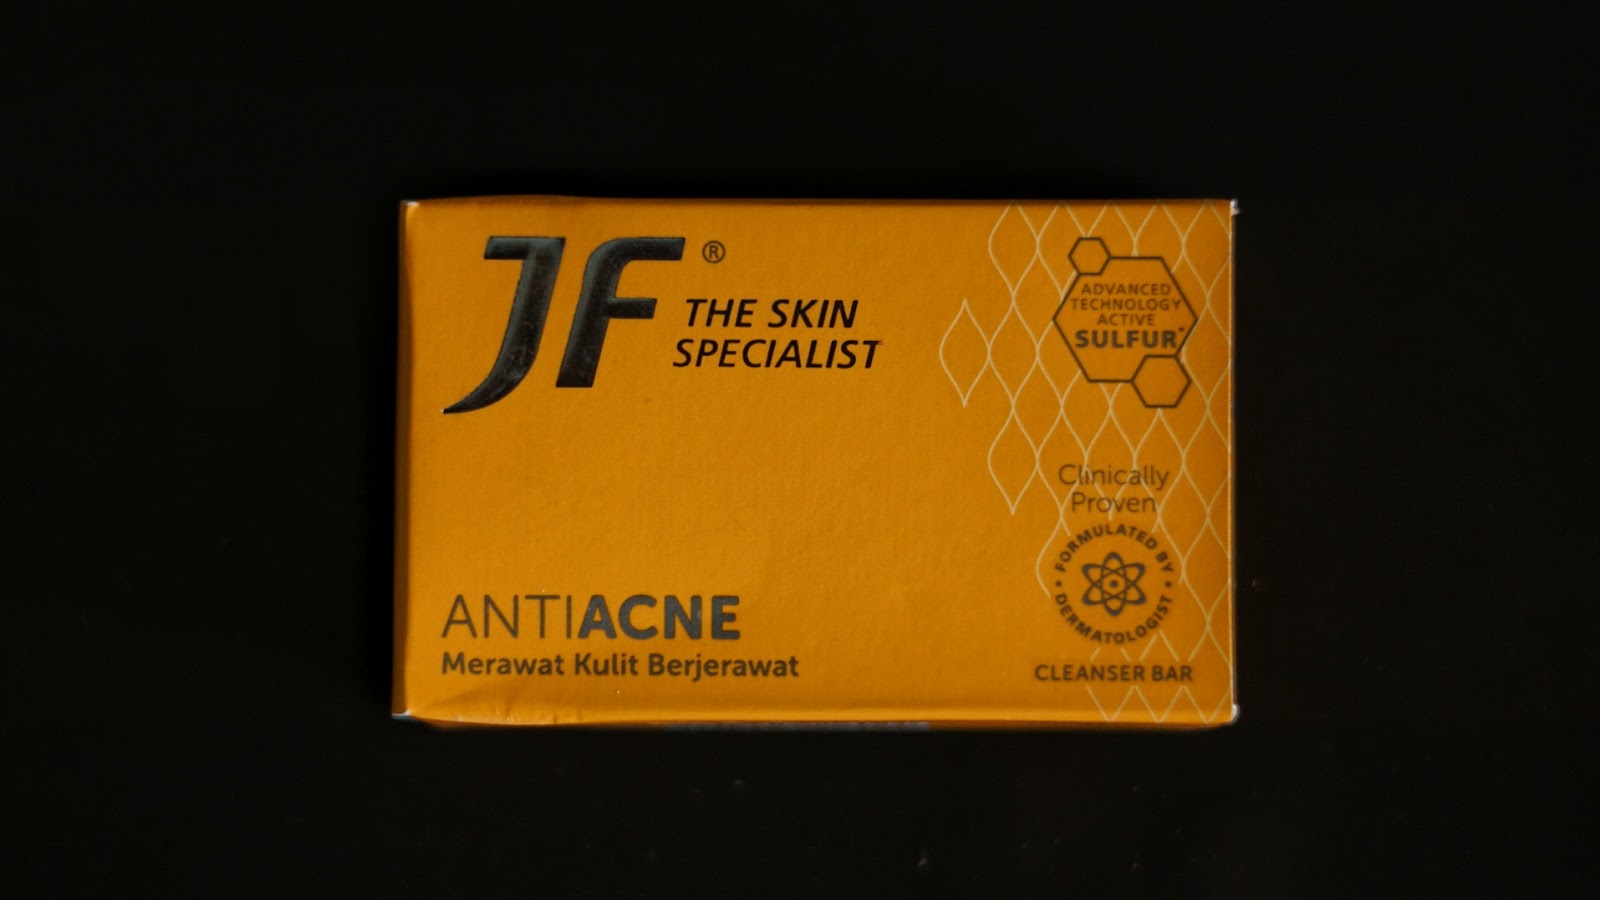 JF®
THE SKIN
SPECIALIST
ADVANCED
TECHNOLOGY
ACTIVE
SULFUR*
Clinically
Proven
FORMULATED BY
• DERMATOLOGIST •
ANTIACNE
Merawat Kulit Berjerawat
CLEANSER BAR